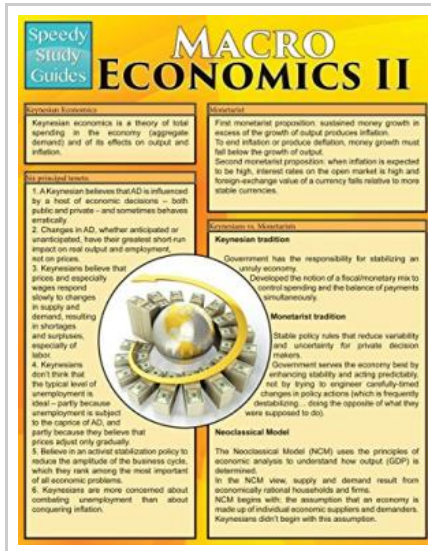 Speedy
Study
Guides
MACRO
ECONOMICS II
Keynesian Economics
Keynesian economics is a theory of total
spending in the economy (aggregate
demand) and of its effects on output and
inflation.
Six principal tenets:
1. A Keynesian believes that AD is influenced
by a host of economic decisions – both
public and private – and sometimes behaves
erratically.
2. Changes in AD, whether anticipated or
unanticipated, have their greatest short-run
impact on real output and employment,
not on prices.
3. Keynesians believe that
prices and especially
wages respond
slowly to changes
in supply and
demand, resulting
in shortages
and surpluses,
especially of
labor.
4. Keynesians
don't think that
the typical level of
unemployment is
ideal – partly because
unemployment is subject
to the caprice of AD, and
partly because they believe that
prices adjust only gradually.
5. Believe in an activist stabilization policy to
reduce the amplitude of the business cycle,
which they rank among the most important
of all economic problems.
6. Keynesians are more concerned about
combating unemployment than about
conquering inflation.
Monetarist
First monetarist proposition: sustained money growth in
excess of the growth of output produces inflation.
To end inflation or produce deflation, money growth must
fall below the growth of output.
Second monetarist proposition: when inflation is expected
to be high, interest rates on the open market is high and
foreign-exchange value of a currency falls relative to more
stable currencies.
Keynesians vs. Monetarists
Keynesian tradition
Government has the responsibility for stabilizing an
unruly economy.
Developed the notion of a fiscal/monetary mix to
control spending and the balance of payments
simultaneously.
Monetarist tradition
Stable policy rules that reduce variability
and uncertainty for private decision
makers.
Government serves the economy best by
enhancing stability and acting predictably,
not by trying to engineer carefully-timed
changes in policy actions (which is frequently
destabilizing... doing the opposite of what they
were supposed to do).
Neoclassical Model
The Neoclassical Model (NCM) uses the principles of
economic analysis to understand how output (GDP) is
determined.
In the NCM view, supply and demand result from
economically rational households and firms.
NCM begins with: the assumption that an economy is
made up of individual economic suppliers and demanders.
Keynesians didn't begin with this assumption.